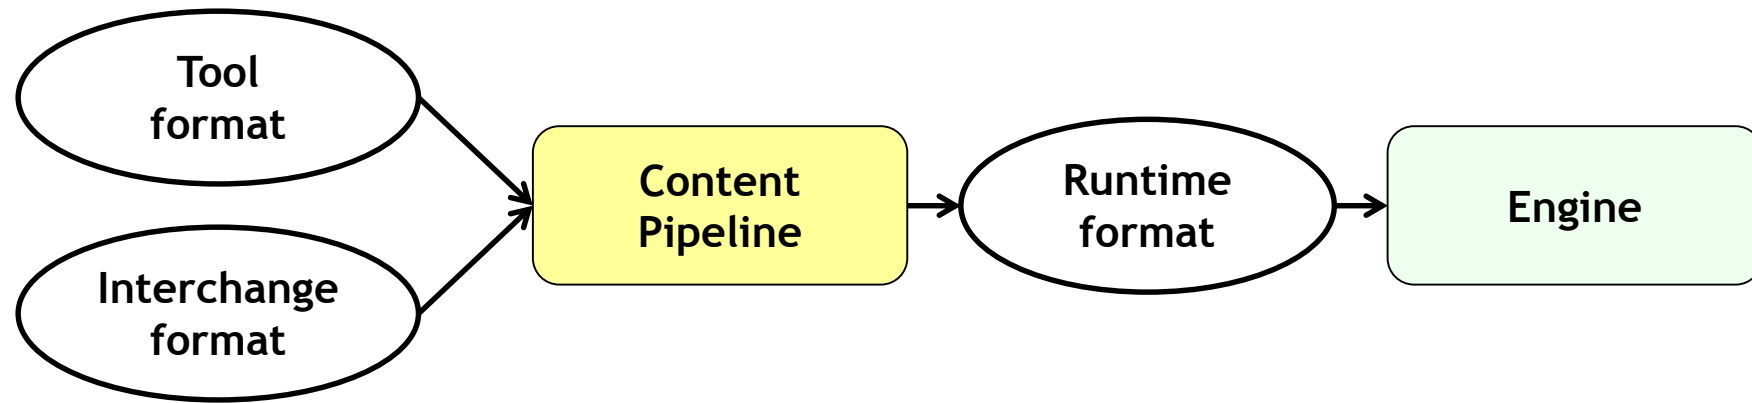 Tool
format
Interchange
format
Content
Pipeline
Runtime
format
Engine